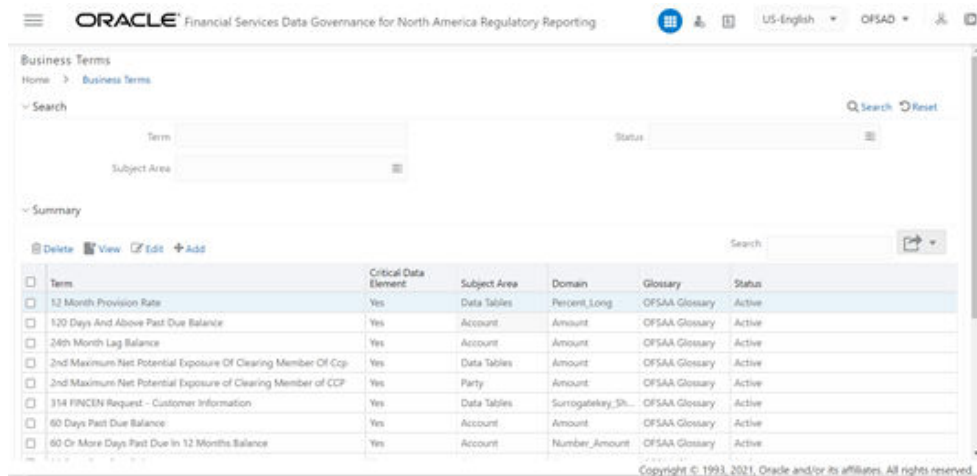 ORACLE® Financial Services Data Governance for North America Regulatory Reporting US-English OFSAD
Business Terms
Home > Business Terms
Search Search Reset
Term Status
Subject Area
Summary
Delete View Edit Add Search
Term Critical Data Element Subject Area Domain Glossary Status
12 Month Provision Rate Yes Data Tables Percent_Long OFSAA Glossary Active
120 Days And Above Past Due Balance Yes Account Amount OFSAA Glossary Active
24th Month Lag Balance Yes Account Amount OFSAA Glossary Active
2nd Maximum Net Potential Exposure Of Clearing Member Of Ccp Yes Data Tables Amount OFSAA Glossary Active
2nd Maximum Net Potential Exposure of Clearing Member of CCP Yes Party Amount OFSAA Glossary Active
314 FINCEN Request - Customer Information Yes Data Tables Surrogatekey_Sh... OFSAA Glossary Active
60 Days Past Due Balance Yes Account Amount OFSAA Glossary Active
60 Or More Days Past Due In 12 Months Balance Yes Account Number_Amount OFSAA Glossary Active
Copyright © 1993, 2021, Oracle and/or its affiliates. All rights reserved.